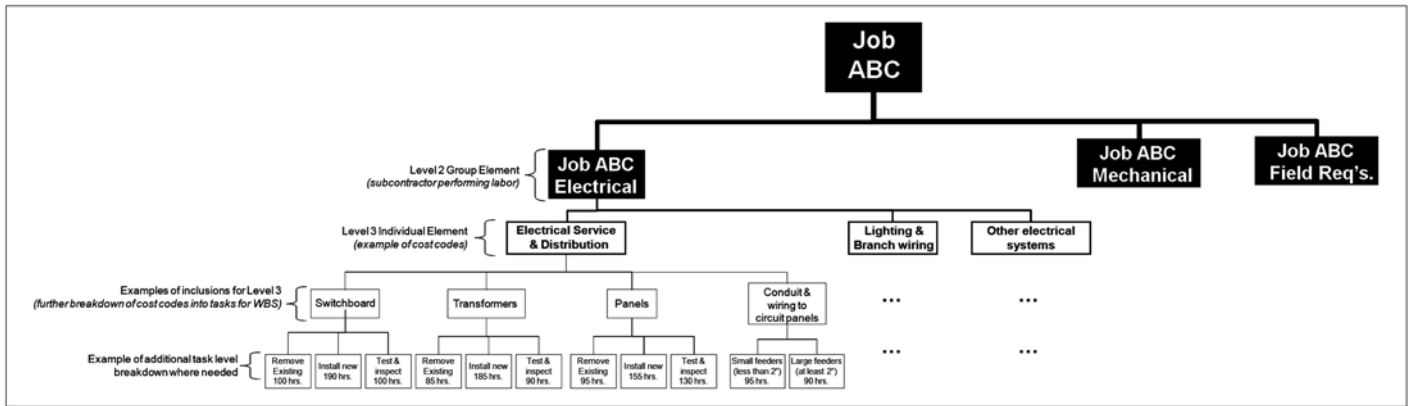 Job
ABC
Job ABC
Electrical
Job ABC
Mechanical
Job ABC
Field Req's.
Level 2 Group Element
(subcontractor performing labor)
Level 3 Individual Element
(example of cost codes)
Electrical Service
& Distribution
Lighting &
Branch wiring
Other electrical
systems
Examples of inclusions for Level 3
(further breakdown of cost codes into tasks for WBS)
Switchboard
Transformers
Panels
Conduit &
wiring to
circuit panels
...
...
Example of additional task level
breakdown where needed
Remove
Existing
100 hrs.
Install new
190 hrs.
Test &
inspect
100 hrs.
Remove
Existing
85 hrs.
Install new
185 hrs.
Test &
inspect
90 hrs.
Remove
Existing
95 hrs.
Install new
155 hrs.
Test &
inspect
130 hrs.
Small feeders
(less than 2")
95 hrs.
Large feeders
(at least 2")
90 hrs.
...
...